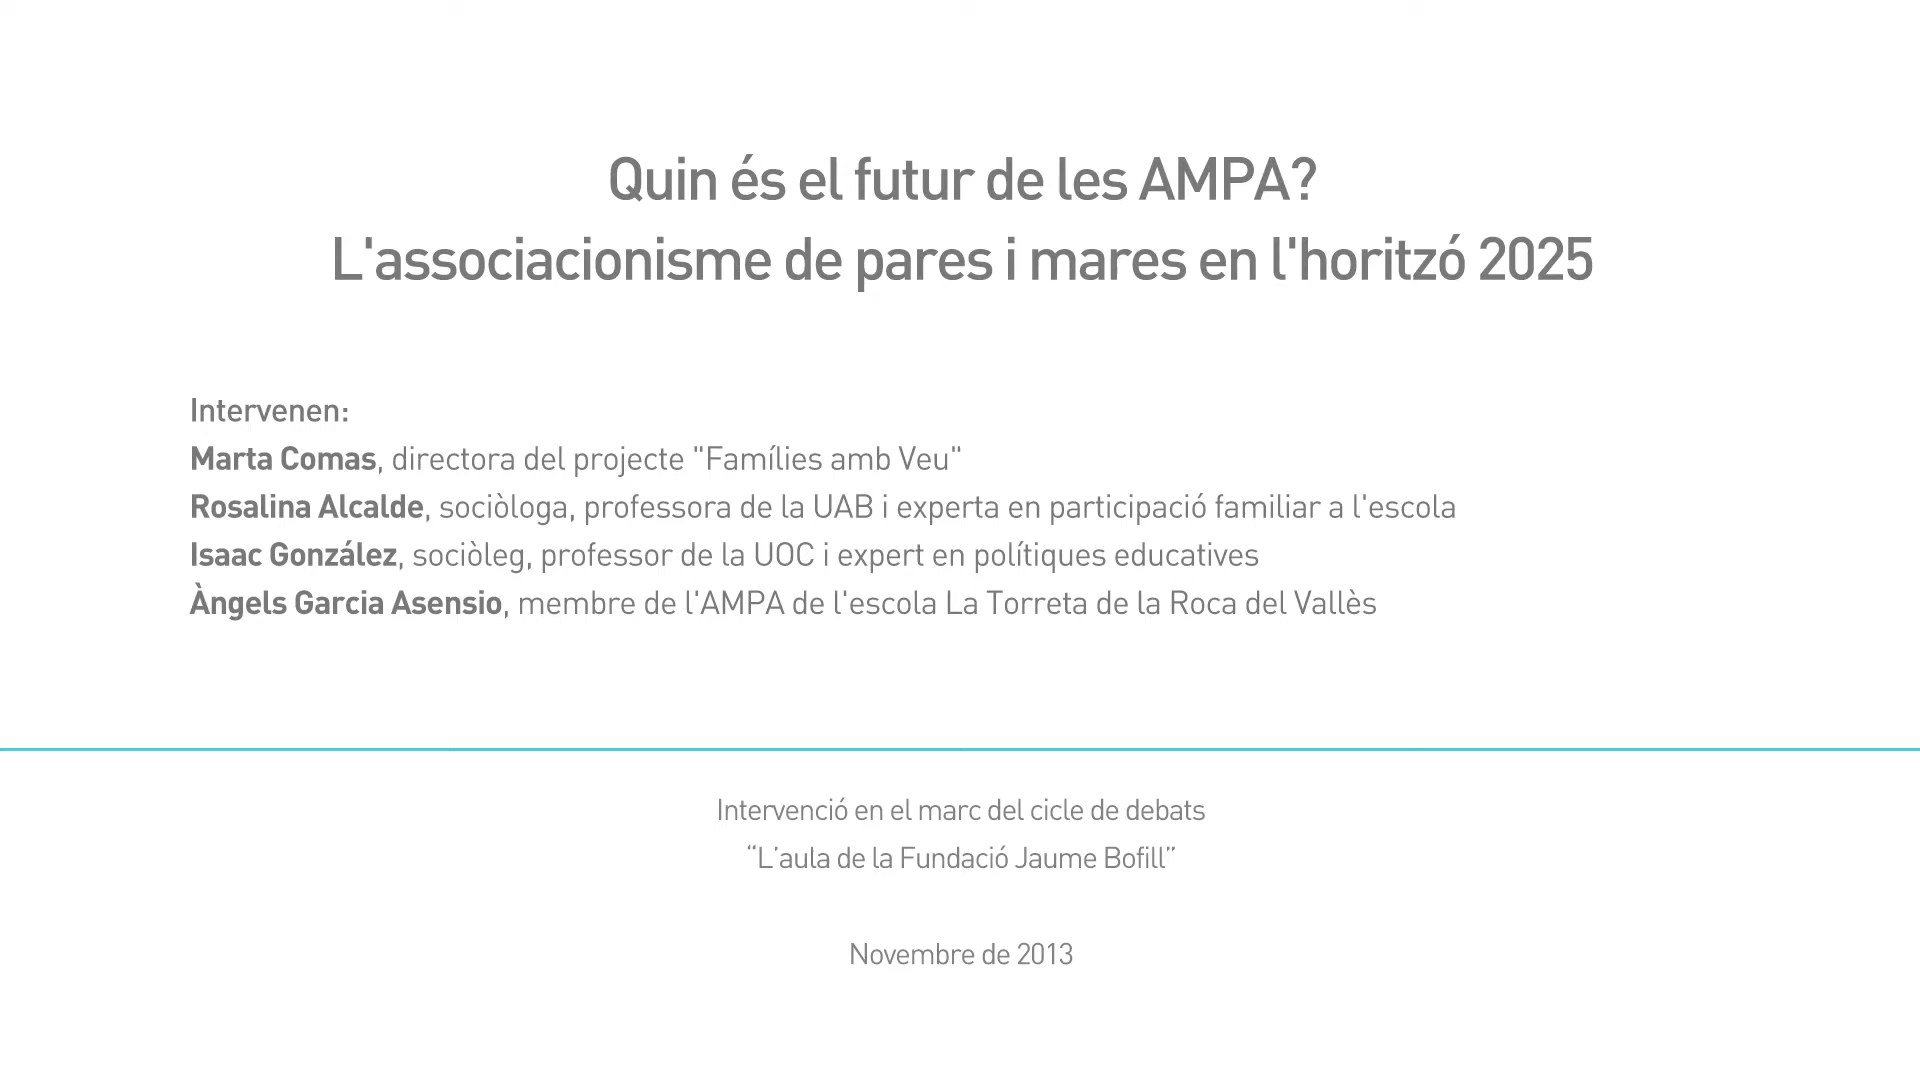 Quin és el futur de les AMPA?
L'associacionisme de pares i mares en l'horitzó 2025
Intervenen:
Marta Comas, directora del projecte "Famílies amb Veu"
Rosalina Alcalde, sociòloga, professora de la UAB i experta en participació familiar a l'escola
Isaac González, sociòleg, professor de la UOC i expert en polítiques educatives
Àngels Garcia Asensio, membre de l'AMPA de l'escola La Torreta de la Roca del Vallès
Intervenció en el marc del cicle de debats
“L’aula de la Fundació Jaume Bofill”
Novembre de 2013